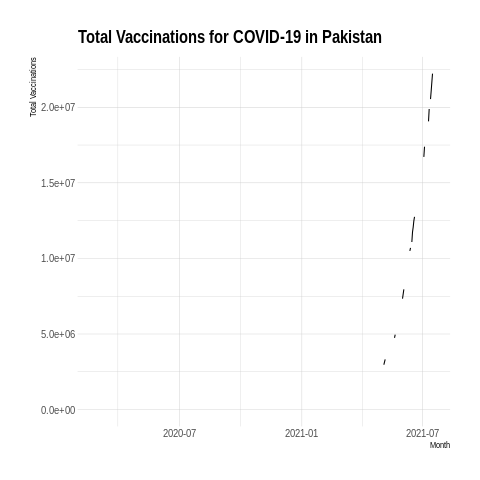 Total Vaccinations for COVID-19 in Pakistan
Total Vaccinations
2.0e+07
1.5e+07
1.0e+07
5.0e+06
0.0e+00
2020-07
2021-01
2021-07
Month